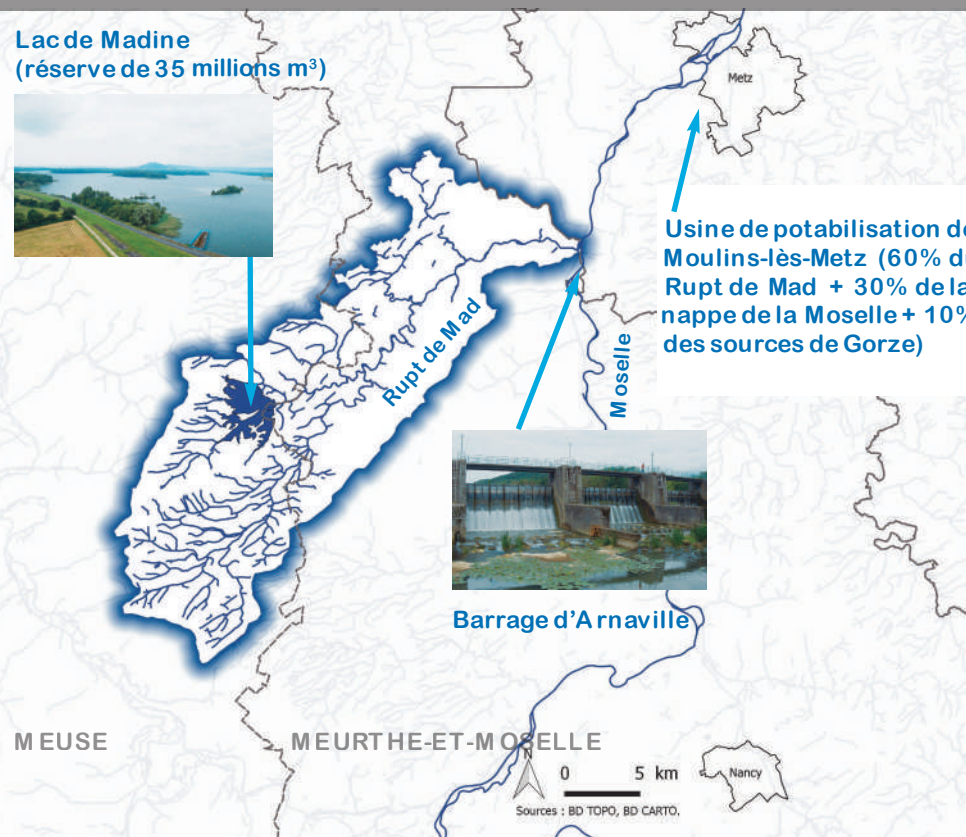 Lac de Madine
(réserve de 35 millions m³)
Metz
Usine de potabilisation de
Moulins-lès-Metz (60% du
Rupt de Mad + 30% de la
nappe de la Moselle + 10%
des sources de Gorze)
Rupt de Mad
Moselle
Barrage d'Arnaville
MEUSE
MEURTHE-ET-MOSELLE
N
0 5 km
Nancy
Sources : BD TOPO, BD CARTO.